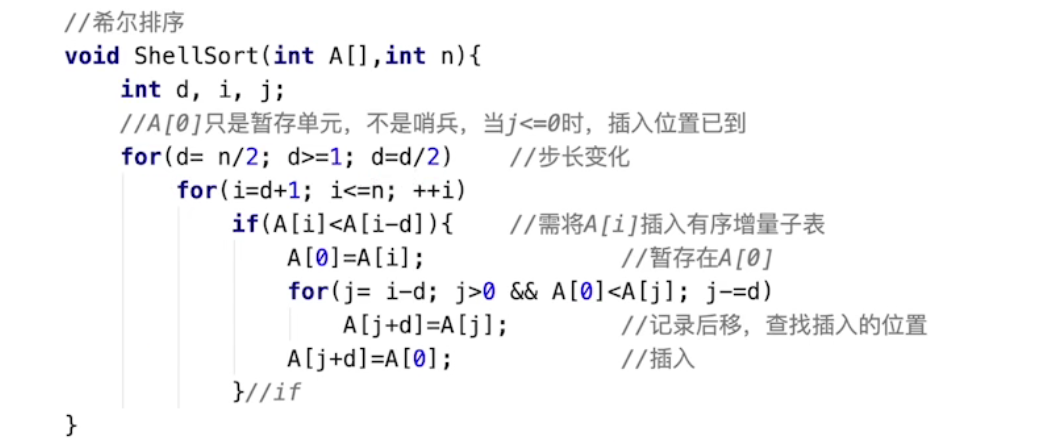 //希尔排序
void ShellSort(int A[],int n){
    int d, i, j;
    //A[0]只是暂存单元，不是哨兵，当j<=0时，插入位置已到
    for(d= n/2; d>=1; d=d/2)    //步长变化
        for(i=d+1; i<=n; ++i)
            if(A[i]<A[i-d]){    //需将A[i]插入有序增量子表
                A[0]=A[i];              //暂存在A[0]
                for(j= i-d; j>0 && A[0]<A[j]; j-=d)
                    A[j+d]=A[j];        //记录后移，查找插入的位置
                A[j+d]=A[0];            //插入
            }//if
}